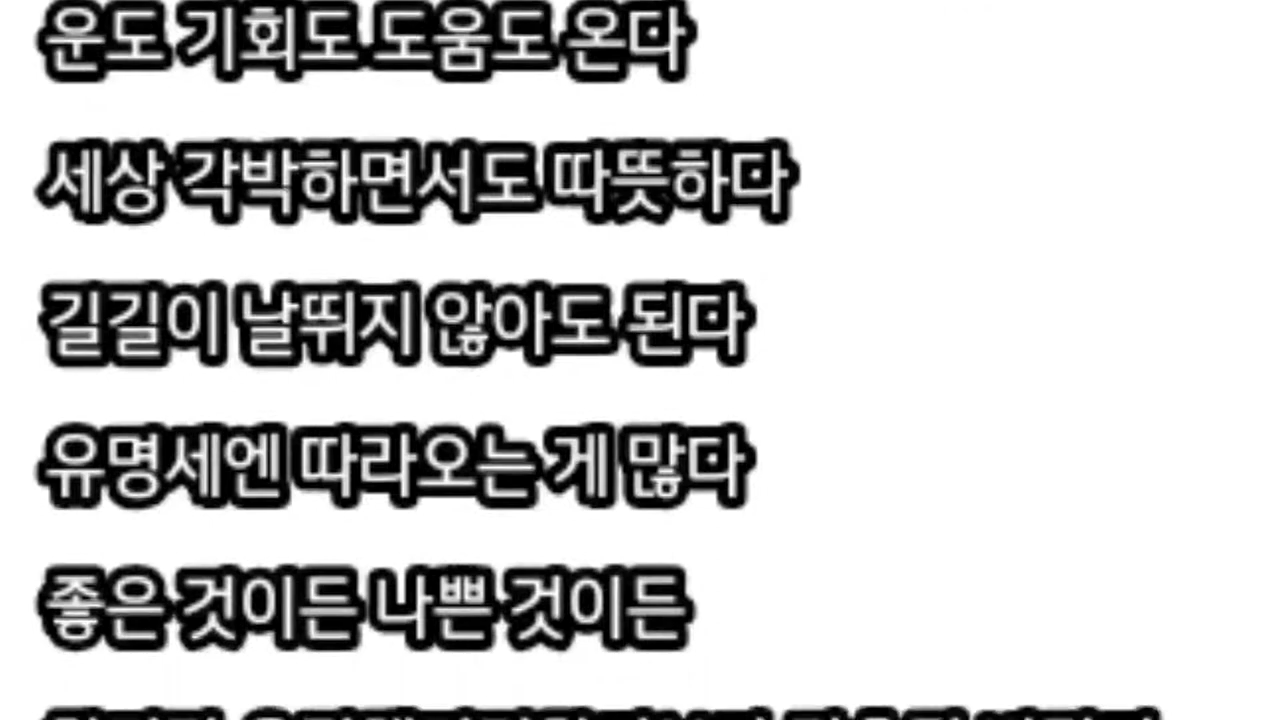 운도 기회도 도움도 온다
세상 각박하면서도 따뜻하다
길길이 날뛰지 않아도 된다
유명세엔 따라오는 게 많다
좋은 것이든 나쁜 것이든